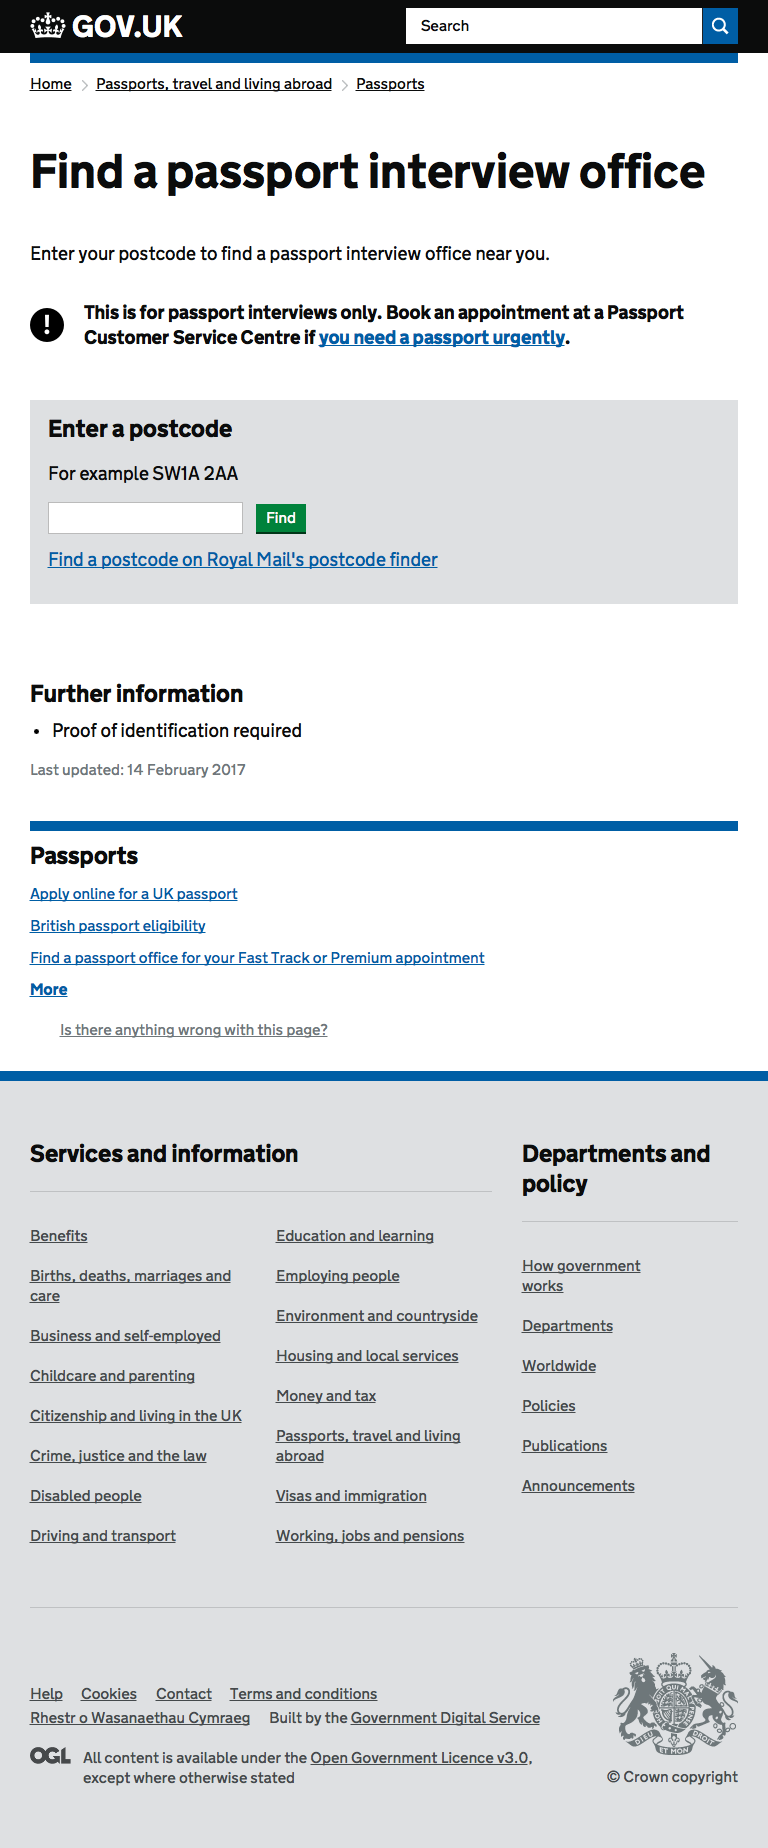 GOV.UK
Search
Home
Passports, travel and living abroad
Passports
Find a passport interview office
Enter your postcode to find a passport interview office near you.
This is for passport interviews only. Book an appointment at a Passport
Customer Service Centre if you need a passport urgently.
Enter a postcode
For example SW1A 2AA
Find
Find a postcode on Royal Mail's postcode finder
Further information
• Proof of identification required
Last updated: 14 February 2017
Passports
Apply online for a UK passport
British passport eligibility
Find a passport office for your Fast Track or Premium appointment
More
Is there anything wrong with this page?
Services and information
Benefits
Births, deaths, marriages and
care
Business and self-employed
Childcare and parenting
Citizenship and living in the UK
Crime, justice and the law
Disabled people
Driving and transport
Education and learning
Employing people
Environment and countryside
Housing and local services
Money and tax
Passports, travel and living
abroad
Visas and immigration
Working, jobs and pensions
Departments and
policy
How government
works
Departments
Worldwide
Policies
Publications
Announcements
Help
Cookies
Contact
Terms and conditions
Rhestr o Wasanaethau Cymraeg
Built by the Government Digital Service
OGL
All content is available under the Open Government Licence v3.0,
except where otherwise stated
DIEU ET MON
© Crown copyright